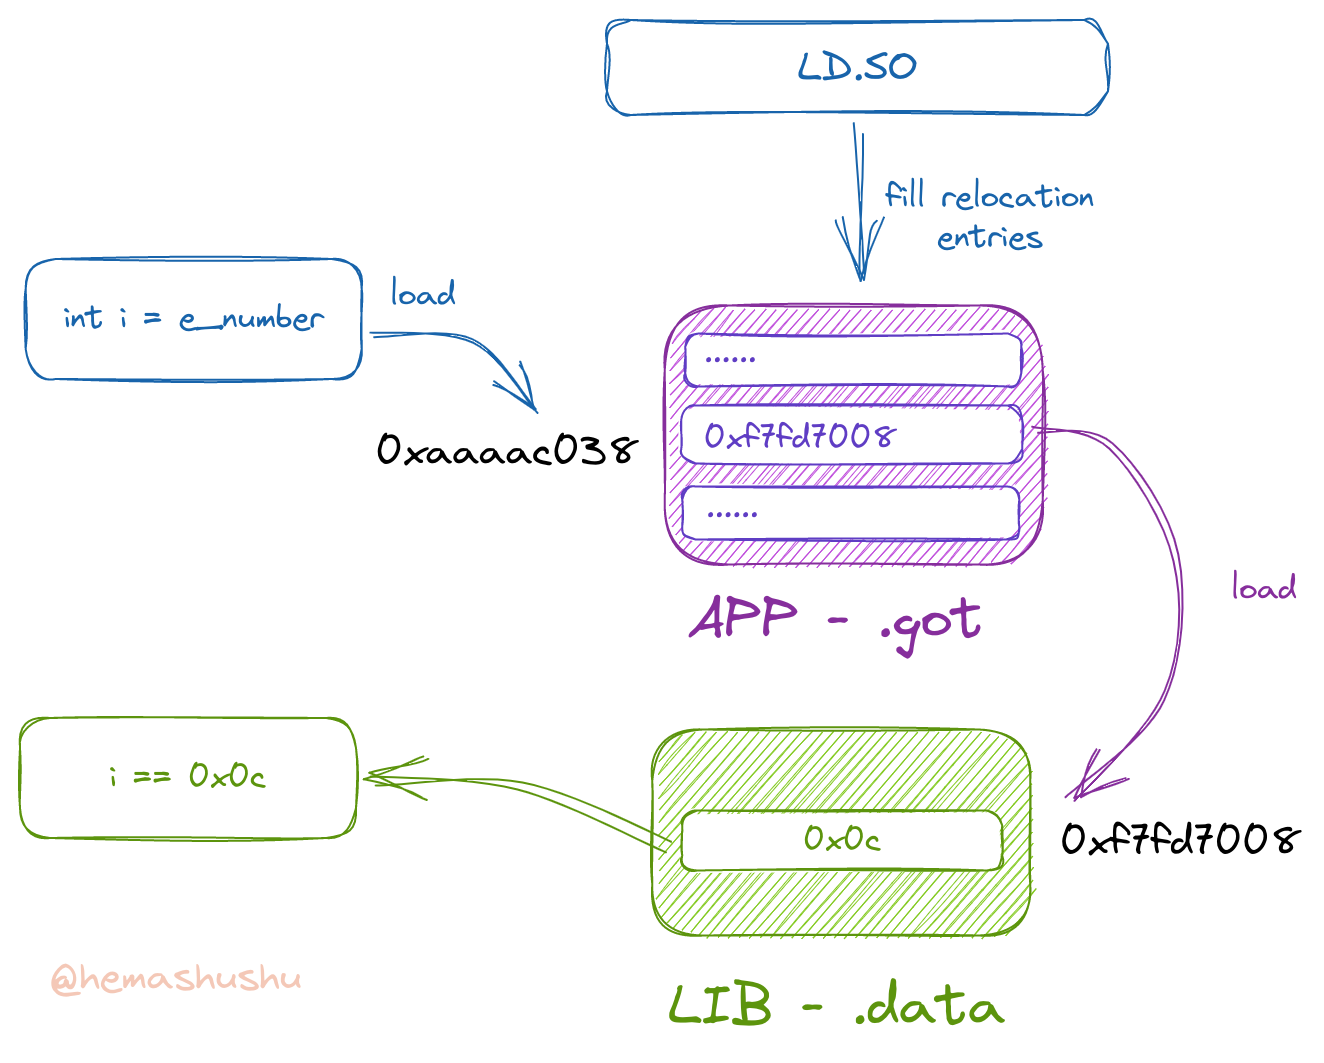 LD.SO
fill relocation
entries
int i = e_number
load
0xaaaac038
......
0xf7fd7008
......
APP - .got
load
i == 0x0c
0x0c
0xf7fd7008
LIB - .data
@hemashushu